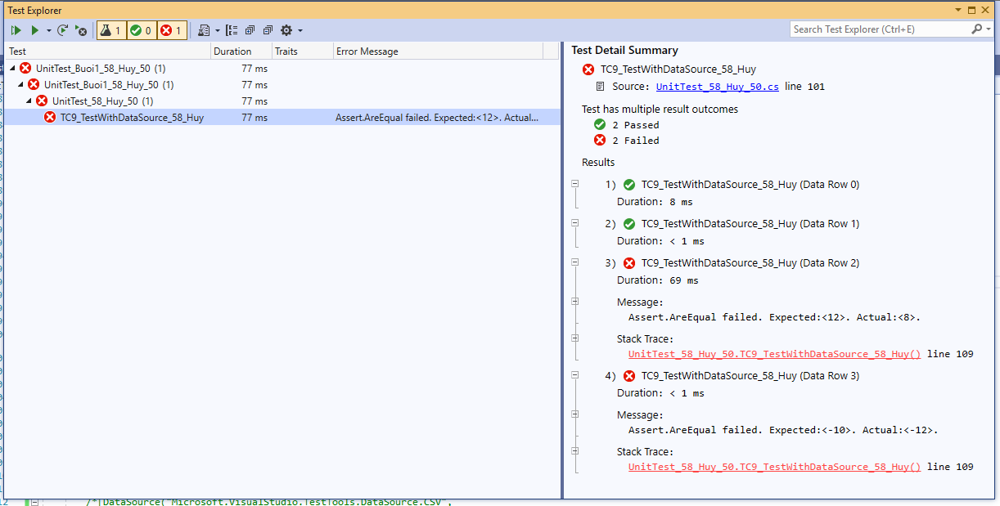 Test Explorer
1 0 1
Search Test Explorer (Ctrl+E)
Test Duration Traits Error Message
UnitTest_Buoi1_58_Huy_50 (1) 77 ms
UnitTest_Buoi1_58_Huy_50 (1) 77 ms
UnitTest_58_Huy_50 (1) 77 ms
TC9_TestWithDataSource_58_Huy 77 ms Assert.AreEqual failed. Expected:<12>. Actual...
Test Detail Summary
TC9_TestWithDataSource_58_Huy
Source: UnitTest_58_Huy_50.cs line 101
Test has multiple result outcomes
2 Passed
2 Failed
Results
1) TC9_TestWithDataSource_58_Huy (Data Row 0)
Duration: 8 ms
2) TC9_TestWithDataSource_58_Huy (Data Row 1)
Duration: < 1 ms
3) TC9_TestWithDataSource_58_Huy (Data Row 2)
Duration: 69 ms
Message:
Assert.AreEqual failed. Expected:<12>. Actual:<8>.
Stack Trace:
UnitTest_58_Huy_50.TC9_TestWithDataSource_58_Huy() line 109
4) TC9_TestWithDataSource_58_Huy (Data Row 3)
Duration: < 1 ms
Message:
Assert.AreEqual failed. Expected:<-10>. Actual:<-12>.
Stack Trace:
UnitTest_58_Huy_50.TC9_TestWithDataSource_58_Huy() line 109
/*[DataSource("Microsoft.VisualStudio.TestTools.DataSource.CSV",